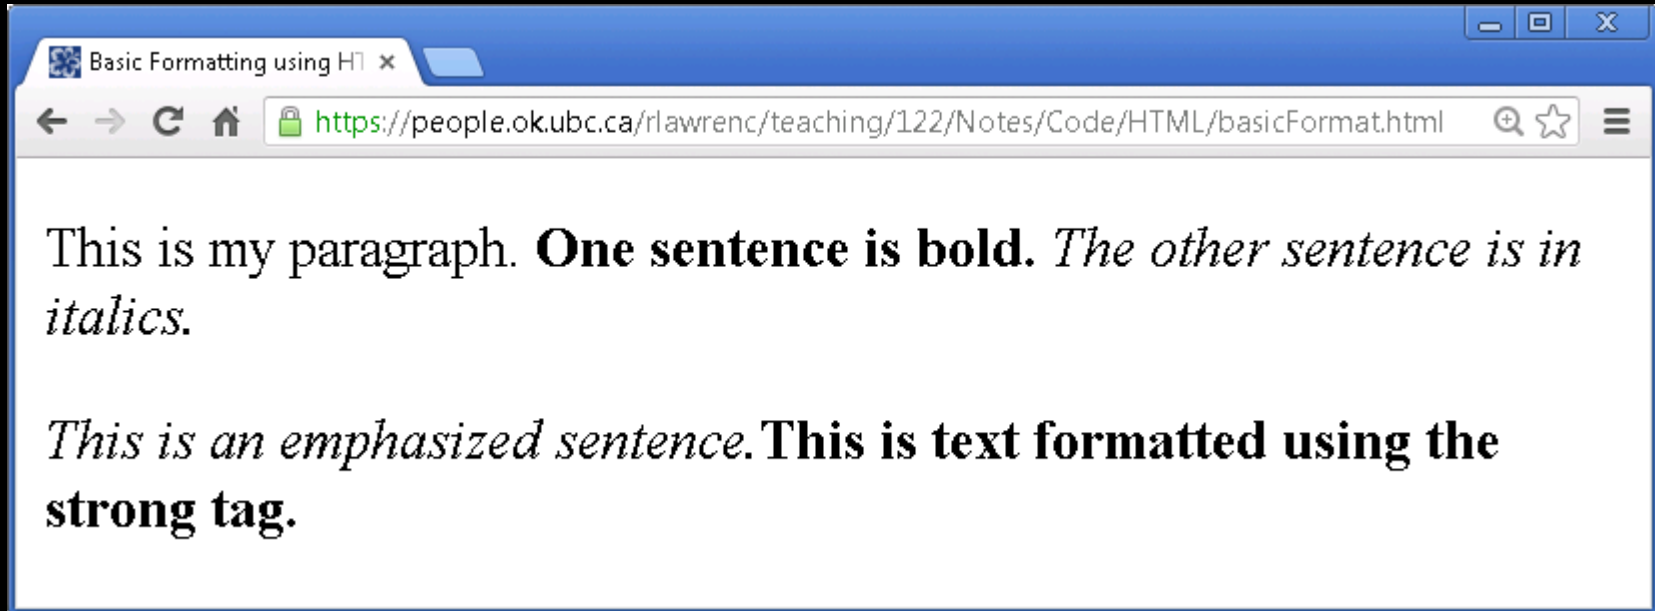 Basic Formatting using HT
https://people.ok.ubc.ca/rlawrenc/teaching/122/Notes/Code/HTML/basicFormat.html
This is my paragraph. One sentence is bold. The other sentence is in
italics.
This is an emphasized sentence.This is text formatted using the
strong tag.